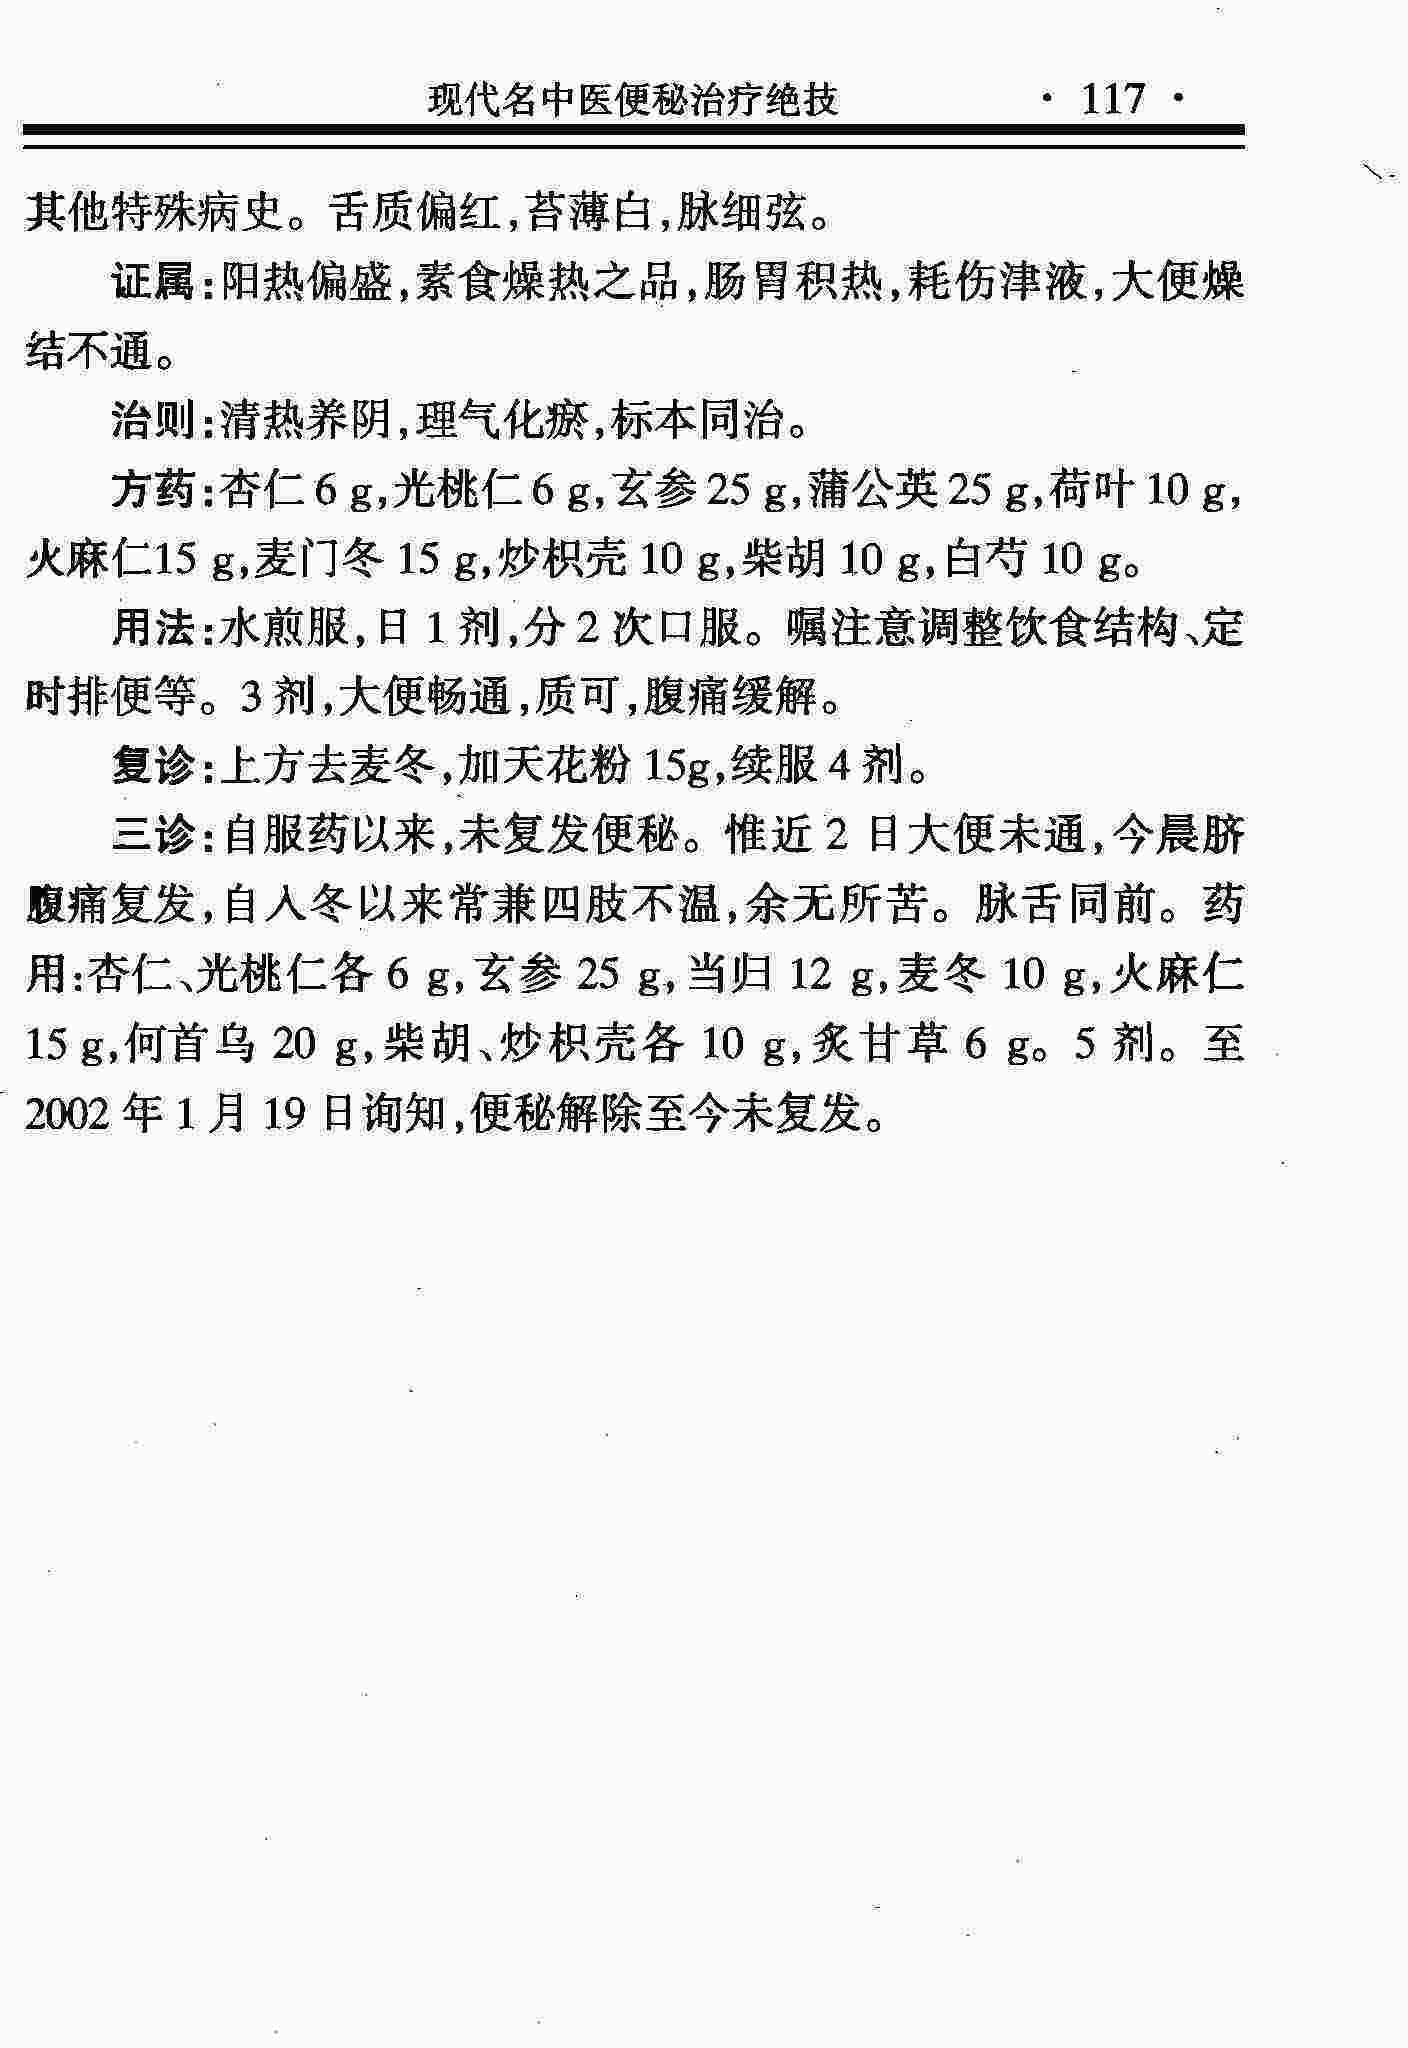 现代名中医便秘治疗绝技 · 117 ·
其他特殊病史。舌质偏红,苔薄白,脉细弦。
证属:阳热偏盛,素食燥热之品,肠胃积热,耗伤津液,大便燥
结不通。
治则:清热养阴,理气化瘀,标本同治。
方药:杏仁 6 g,光桃仁 6 g,玄参 25 g,蒲公英 25 g,荷叶 10 g,
火麻仁15 g,麦门冬 15 g,炒枳壳 10 g,柴胡 10 g,白芍 10 g。
用法:水煎服,日 1 剂,分 2 次口服。嘱注意调整饮食结构、定
时排便等。3 剂,大便畅通,质可,腹痛缓解。
复诊:上方去麦冬,加天花粉 15g,续服 4 剂。
三诊:自服药以来,未复发便秘。惟近 2 日大便未通,今晨脐
腹痛复发,自入冬以来常兼四肢不温,余无所苦。脉舌同前。药
用:杏仁、光桃仁各 6 g,玄参 25 g,当归 12 g,麦冬 10 g,火麻仁
15 g,何首乌 20 g,柴胡、炒枳壳各 10 g,炙甘草 6 g。5 剂。至
2002 年 1 月 19 日询知,便秘解除至今未复发。